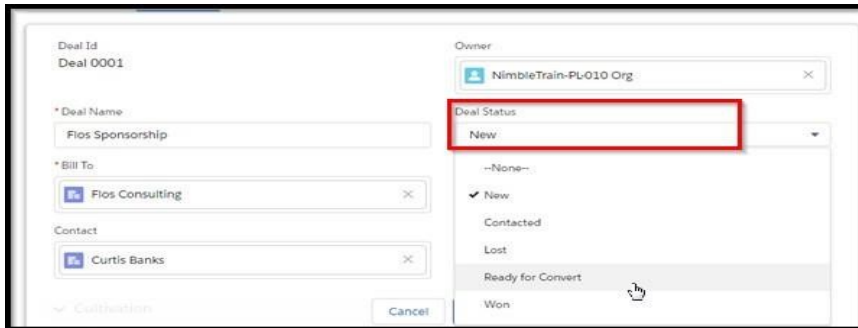 Deal Id
Deal 0001
*Deal Name
Flos Sponsorship
*Bill To
Flos Consulting
Contact
Curtis Banks
Cultivation
Cancel
Owner
NimbleTrain-PL-010 Org
Deal Status
New
--None--
New
Contacted
Lost
Ready for Convert
Won